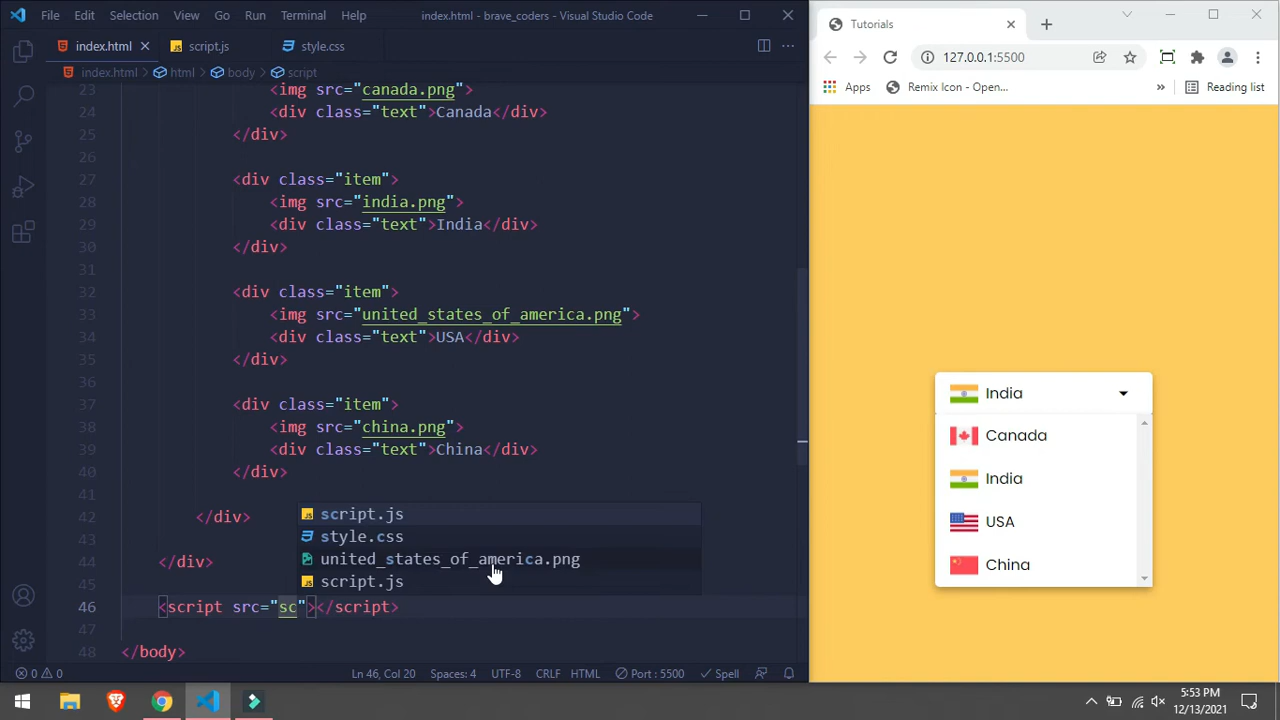 File Edit Selection View Go Run Terminal Help index.html - brave_coders - Visual Studio Code
index.html script.js style.css
index.html > html > body > script
23 <img src="canada.png">
24 <div class="text">Canada</div>
25 </div>
26
27 <div class="item">
28 <img src="india.png">
29 <div class="text">India</div>
30 </div>
31
32 <div class="item">
33 <img src="united_states_of_america.png">
34 <div class="text">USA</div>
35 </div>
36
37 <div class="item">
38 <img src="china.png">
39 <div class="text">China</div>
40 </div>
41
42 </div>
43
44 </div>
45
46 <script src="sc"></script>
47
48 </body>
script.js
style.css
united_states_of_america.png
script.js
0 0 Ln 46, Col 20 Spaces: 4 UTF-8 CRLF HTML Port : 5500 Spell
Tutorials
127.0.0.1:5500
Apps Remix Icon - Open... » Reading list
India
Canada
India
USA
China
5:53 PM
12/13/2021